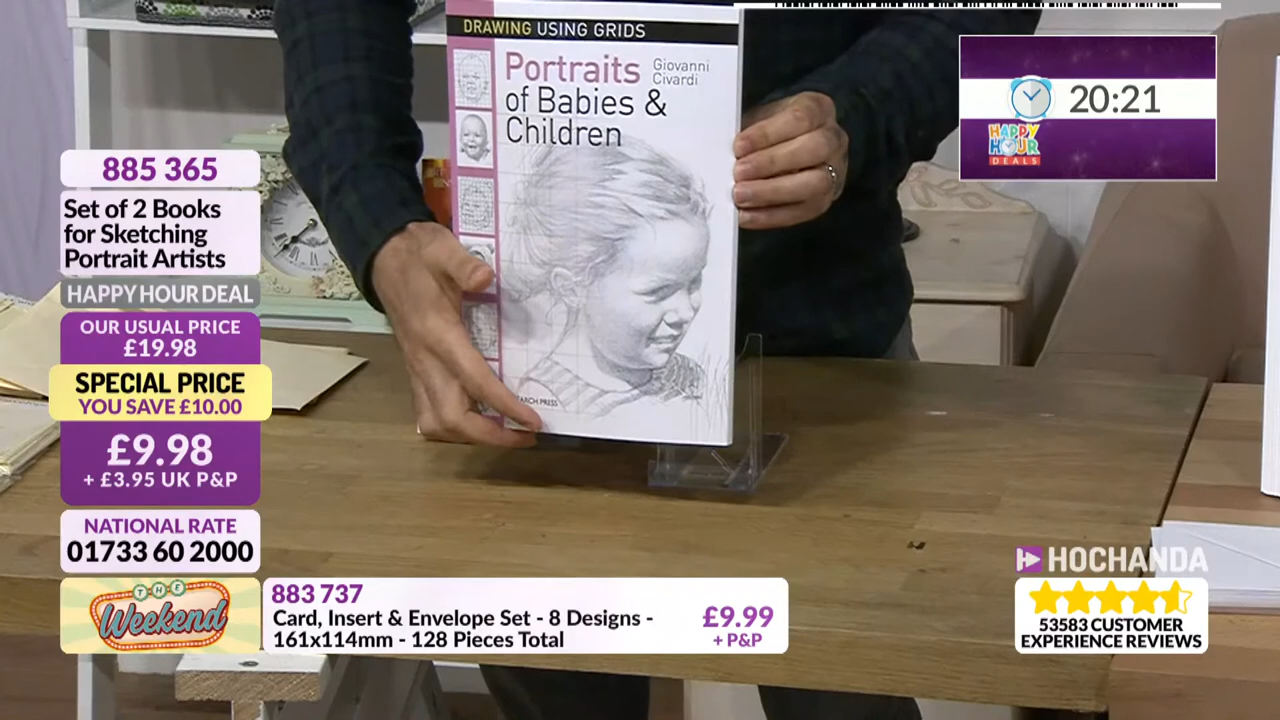 DRAWING USING GRIDS
Portraits
of Babies &
Children
Giovanni
Civardi
ARCH PRESS
20:21
HAPPY
HOUR
DEALS
885 365
Set of 2 Books
for Sketching
Portrait Artists
HAPPY HOUR DEAL
OUR USUAL PRICE
£19.98
SPECIAL PRICE
YOU SAVE £10.00
£9.98
+ £3.95 UK P&P
NATIONAL RATE
01733 60 2000
THE
Weekend
883 737
Card, Insert & Envelope Set - 8 Designs -
161x114mm - 128 Pieces Total
£9.99
+ P&P
HOCHANDA
53583 CUSTOMER
EXPERIENCE REVIEWS